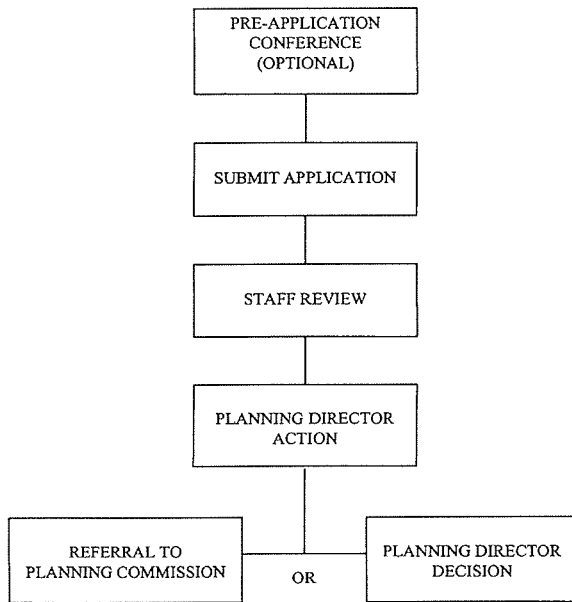 PRE-APPLICATION
CONFERENCE
(OPTIONAL)
SUBMIT APPLICATION
STAFF REVIEW
PLANNING DIRECTOR
ACTION
REFERRAL TO
PLANNING COMMISSION
OR
PLANNING DIRECTOR
DECISION